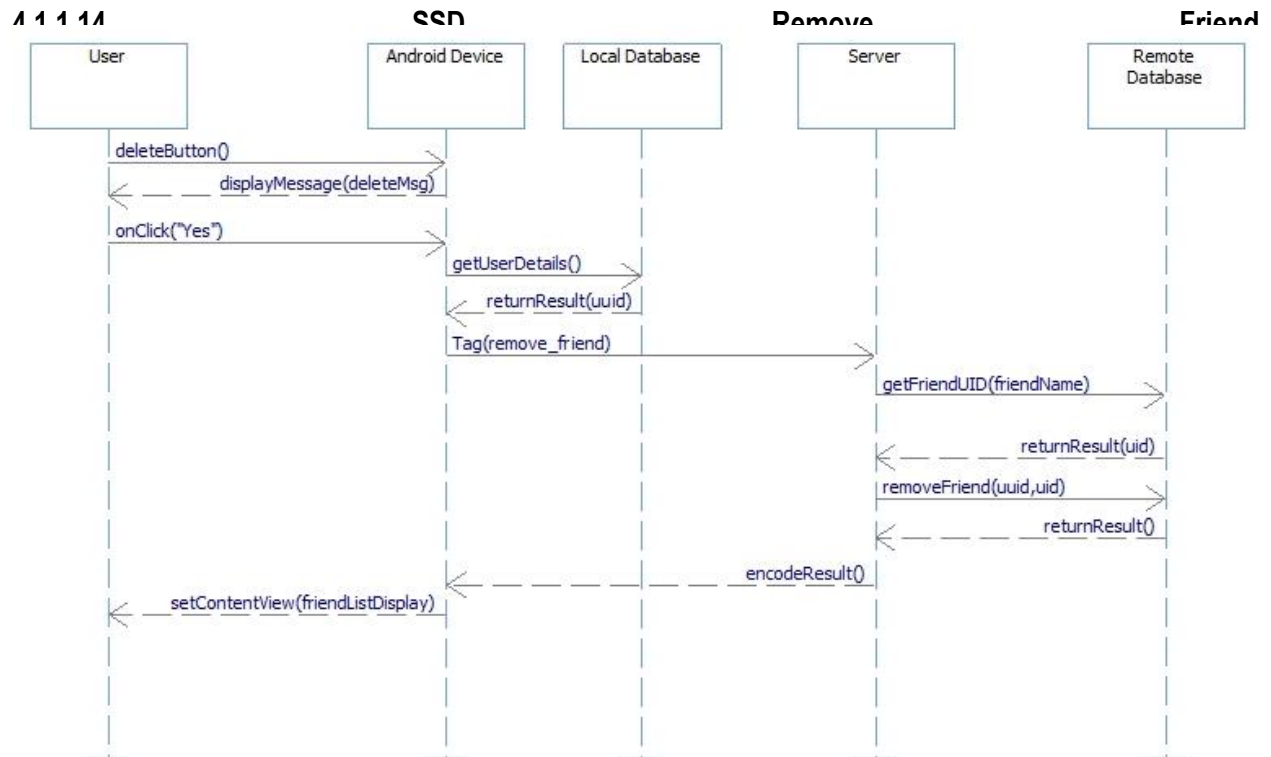 4.1.1.14 SSD Remove Friend
User
Android Device
Local Database
Server
Remote
Database
deleteButton()
displayMessage(deleteMsg)
onClick("Yes")
getUserDetails()
returnResult(uuid)
Tag(remove_friend)
getFriendUID(friendName)
returnResult(uid)
removeFriend(uuid,uid)
returnResult()
encodeResult()
setContentView(friendListDisplay)